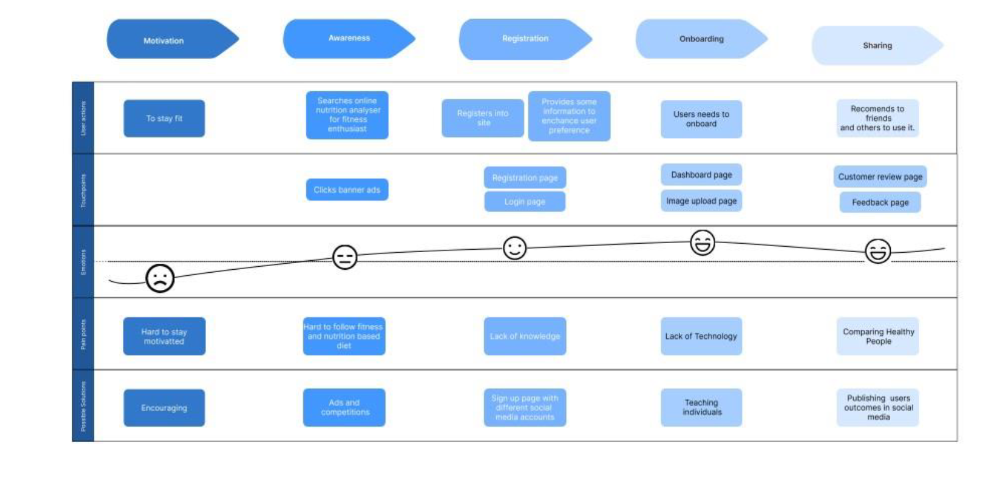 Motivation
Awareness
Registration
Onboarding
Sharing
User actions
To stay fit
Searches online
nutrition analyser
for fitness
enthusiast
Registers into
site
Provides some
information to
enchance user
preference
Users needs to
onboard
Recomends to
friends
and others to use it.
Touchpoints
Clicks banner ads
Registration page
Login page
Dashboard page
Image upload page
Customer review page
Feedback page
Emotions
Pain points
Hard to stay
motivatted
Hard to follow fitness
and nutrition based
diet
Lack of knowledge
Lack of Technology
Comparing Healthy
People
Possible Solutions
Encouraging
Ads and
competitions
Sign up page with
different social
media accounts
Teaching
individuals
Publishing users
outcomes in social
media